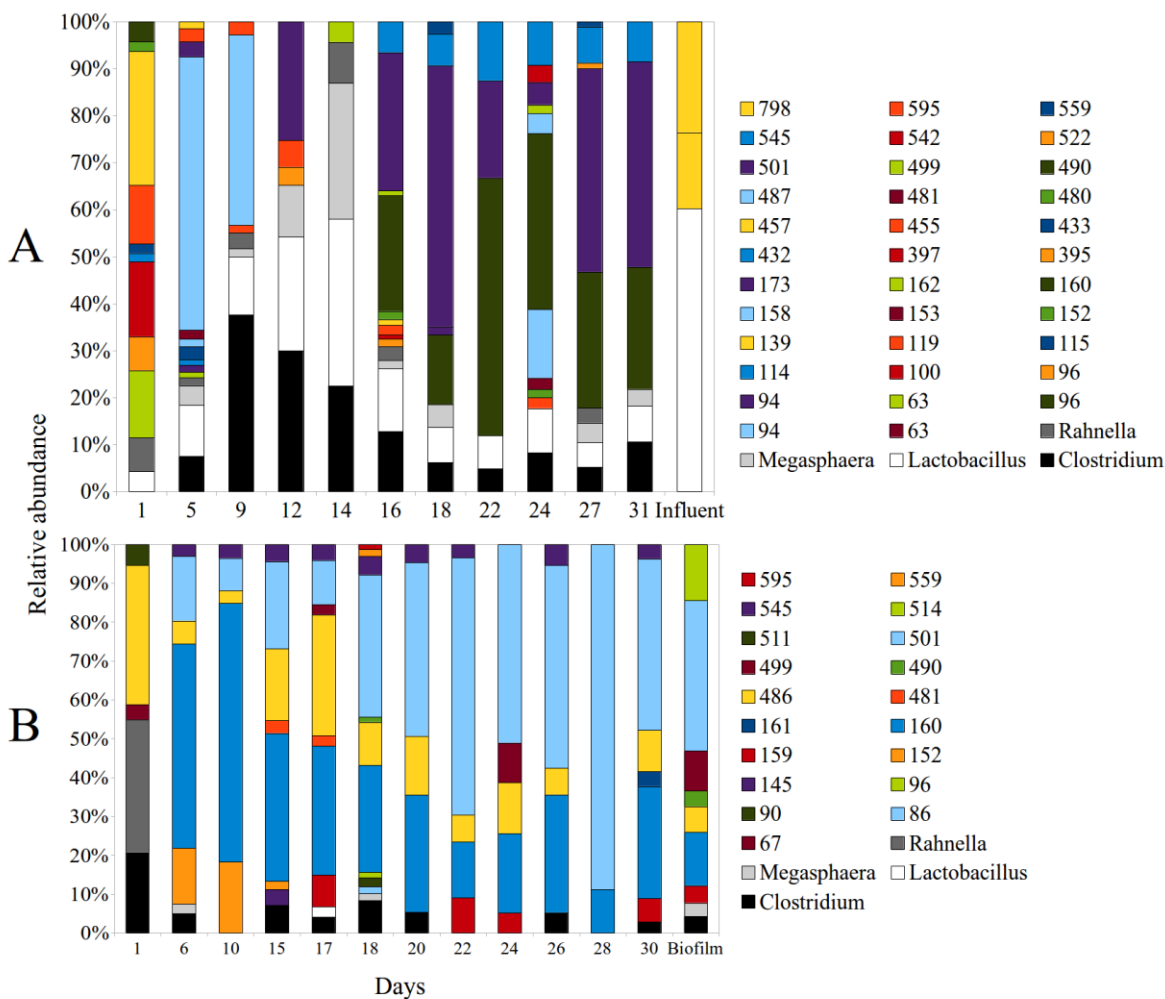 A
Relative abundance
100%
90%
80%
70%
60%
50%
40%
30%
20%
10%
0%
1 5 9 12 14 16 18 22 24 27 31 Influent
798 595 559
545 542 522
501 499 490
487 481 480
457 455 433
432 397 395
173 162 160
158 153 152
139 119 115
114 100 96
94 63 96
94 63 Rahnella
Megasphaera Lactobacillus Clostridium
B
100%
90%
80%
70%
60%
50%
40%
30%
20%
10%
0%
1 6 10 15 17 18 20 22 24 26 28 30 Biofilm
Days
595 559
545 514
511 501
499 490
486 481
161 160
159 152
145 96
90 86
67 Rahnella
Megasphaera Lactobacillus
Clostridium